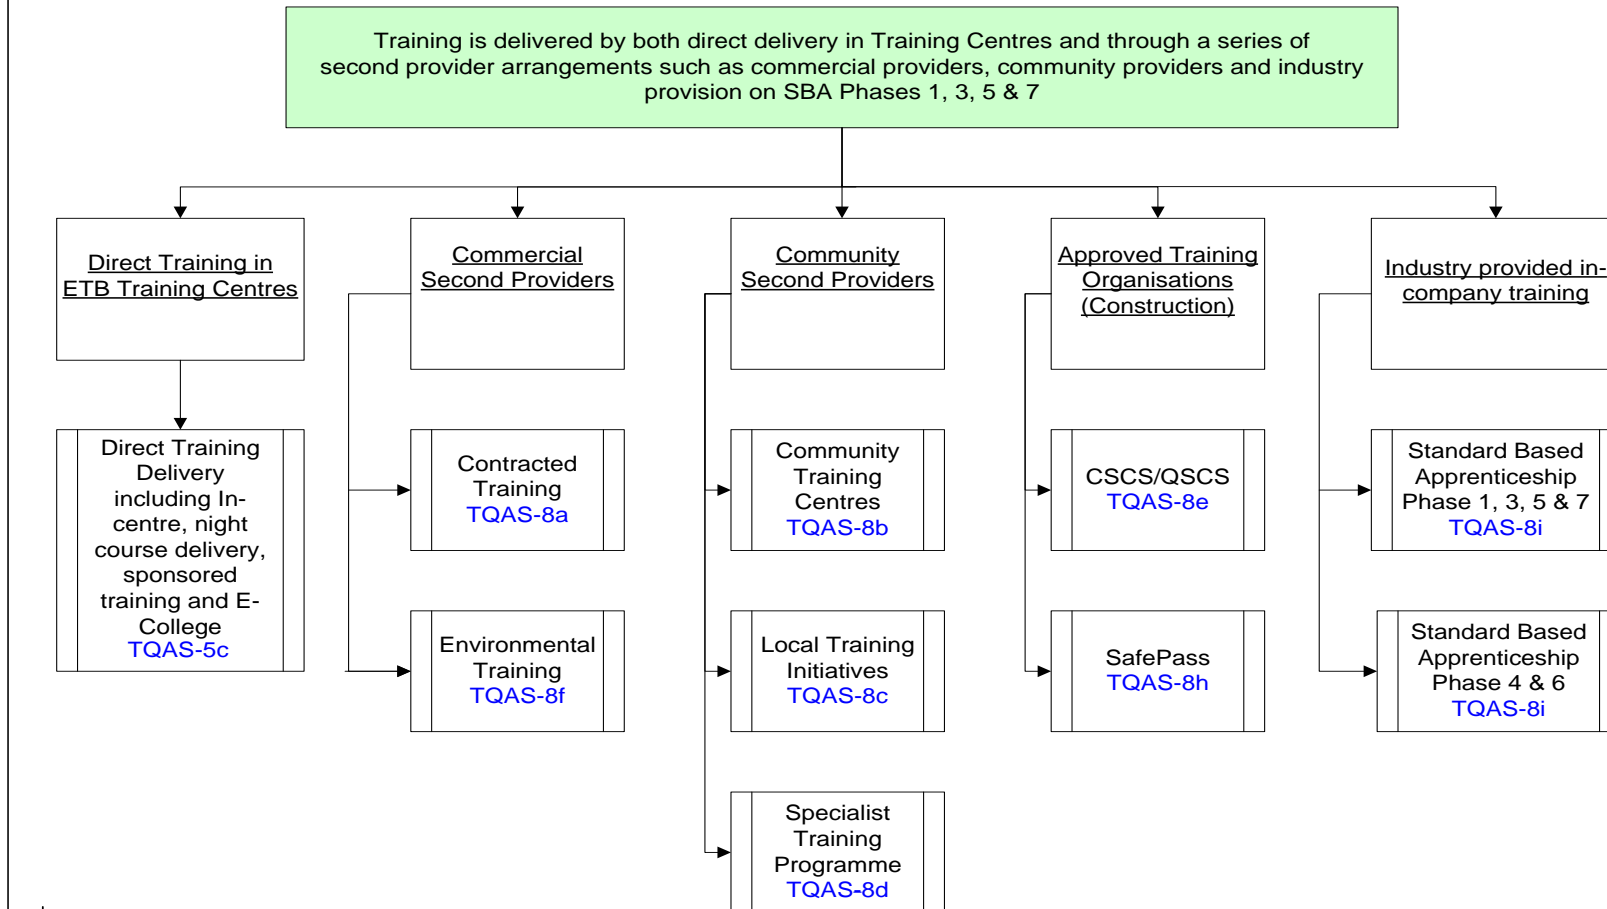 Training is delivered by both direct delivery in Training Centres and through a series of
second provider arrangements such as commercial providers, community providers and industry
provision on SBA Phases 1, 3, 5 & 7
Direct Training in
ETB Training Centres
Commercial
Second Providers
Community
Second Providers
Approved Training
Organisations
(Construction)
Industry provided in-
company training
Direct Training
Delivery
including In-
centre, night
course delivery,
sponsored
training and E-
College
TQAS-5c
Contracted
Training
TQAS-8a
Community
Training
Centres
TQAS-8b
CSCS/QSCS
TQAS-8e
Standard Based
Apprenticeship
Phase 1, 3, 5 & 7
TQAS-8i
Environmental
Training
TQAS-8f
Local Training
Initiatives
TQAS-8c
SafePass
TQAS-8h
Standard Based
Apprenticeship
Phase 4 & 6
TQAS-8i
Specialist
Training
Programme
TQAS-8d